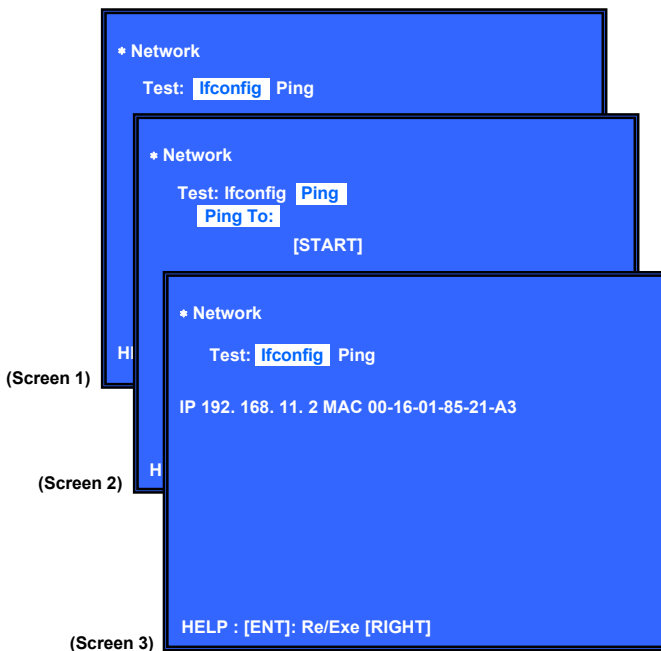 * Network
Test: Ifconfig Ping
(Screen 1)
* Network
Test: Ifconfig Ping
Ping To:
[START]
(Screen 2)
* Network
Test: Ifconfig Ping
IP 192. 168. 11. 2 MAC 00-16-01-85-21-A3
HELP : [ENT]: Re/Exe [RIGHT]
(Screen 3)